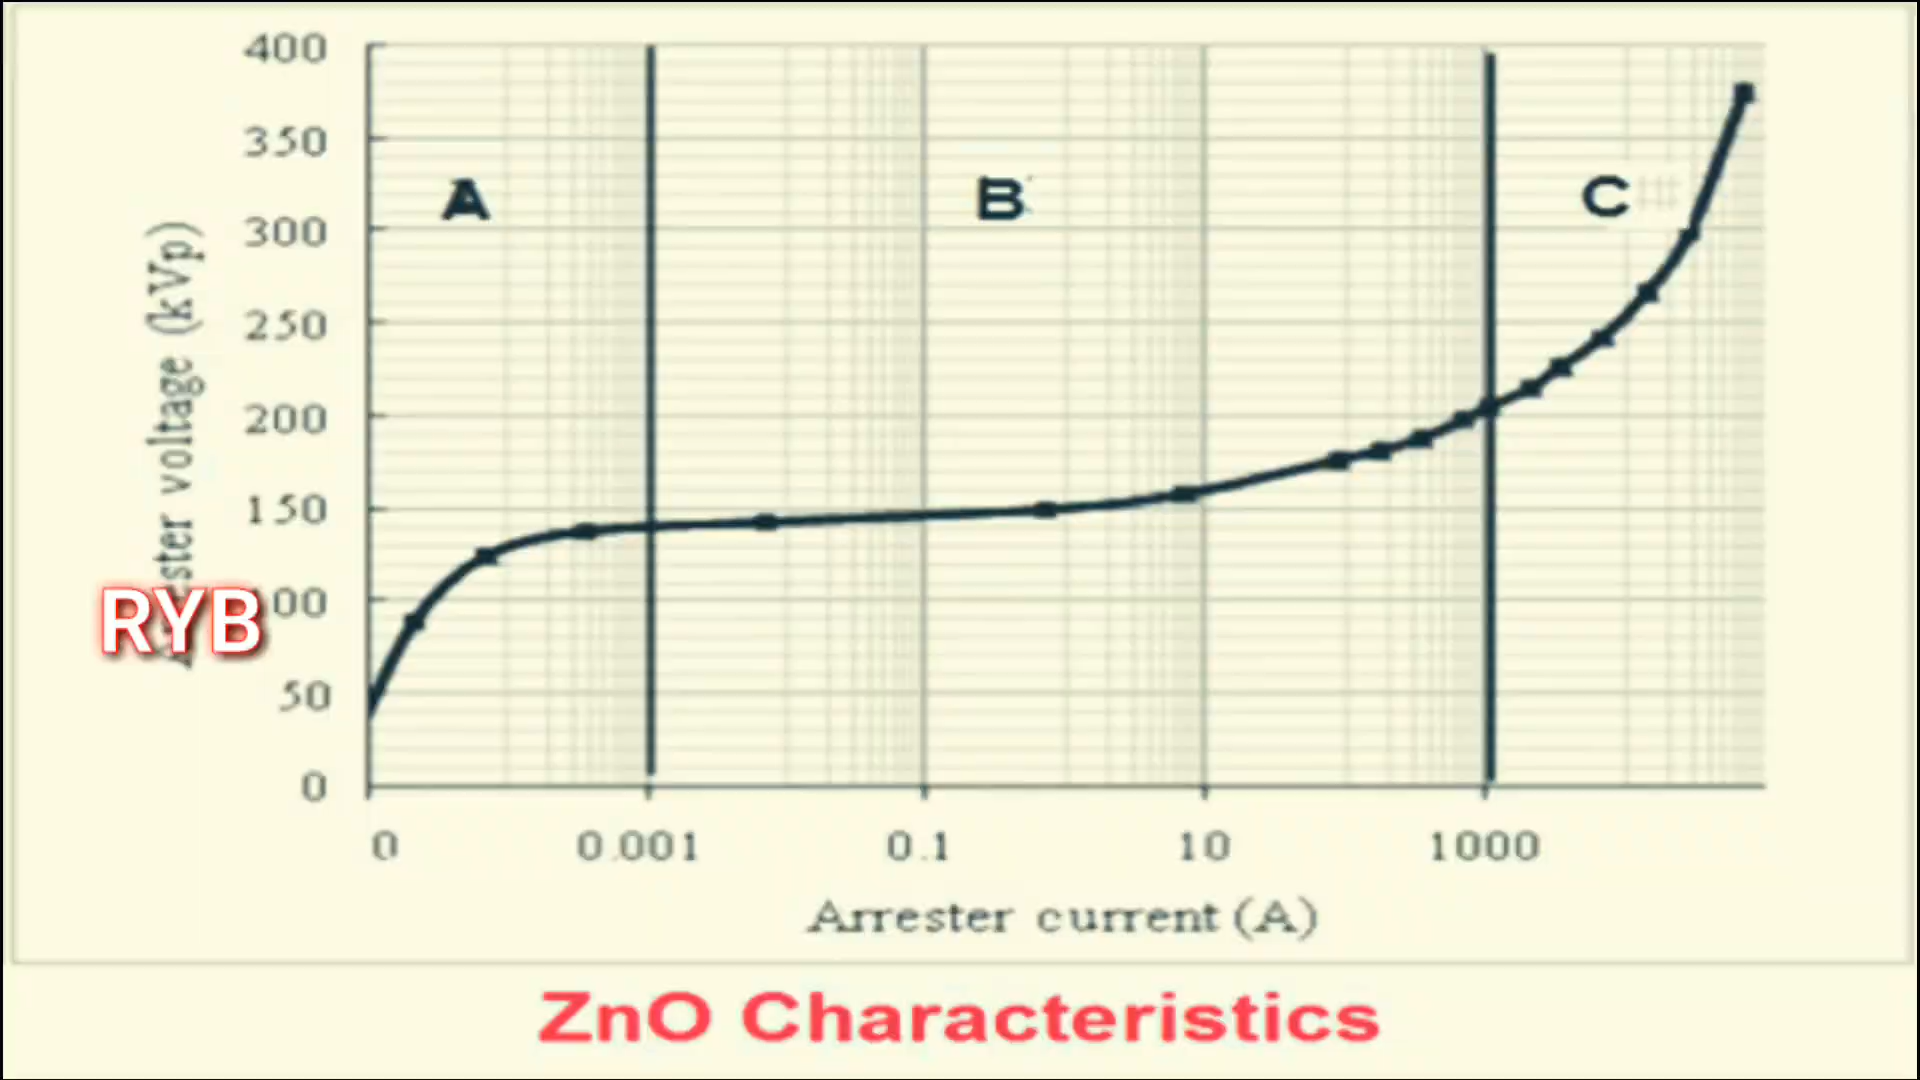 400
350
300
250
200
150
00
50
0
A
B
C
Arrester voltage (kVp)
RYB
0
0.001
0.1
10
1000
Arrester current (A)
ZnO Characteristics